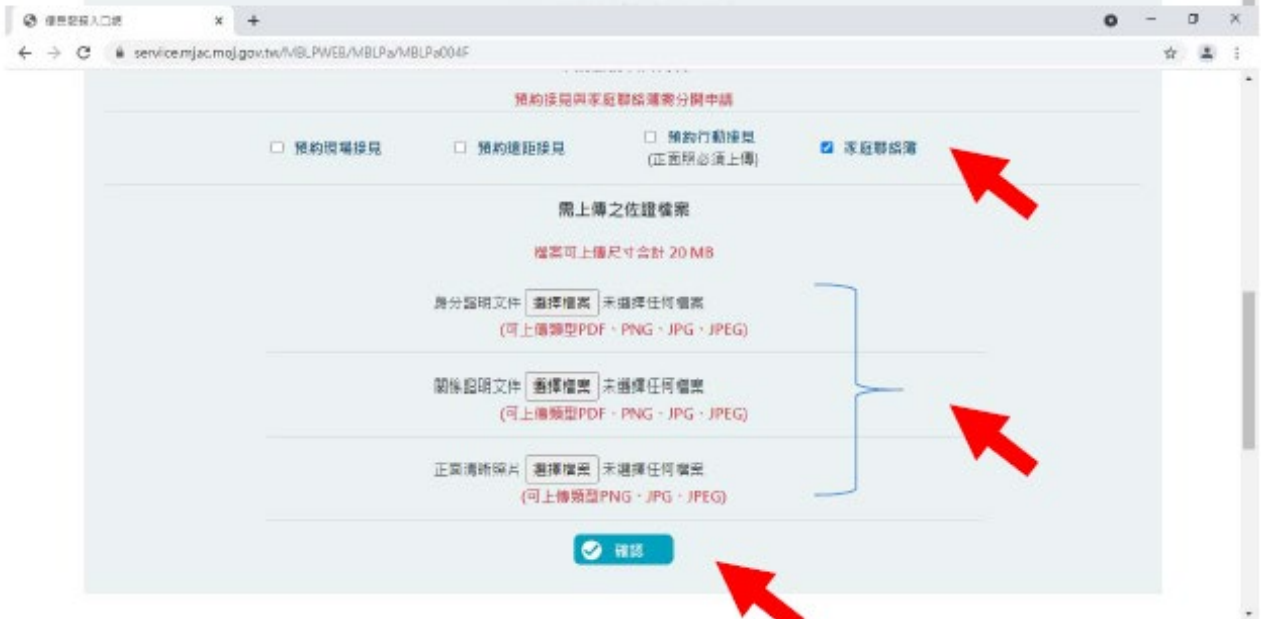 service.mjac.moj.gov.tw/MBLPWEB/MBLPa/MBLPa004F
預約接見與家庭聯絡簿需分開申請
預約現場接見 預約遠距接見 預約行動接見 家庭聯絡簿
(正面照必須上傳)
需上傳之佐證檔案
檔案可上傳尺寸合計 20 MB
身分證明文件 選擇檔案 未選擇任何檔案
(可上傳類型PDF、PNG、JPG、JPEG)
關係證明文件 選擇檔案 未選擇任何檔案
(可上傳類型PDF、PNG、JPG、JPEG)
正面清晰照片 選擇檔案 未選擇任何檔案
(可上傳類型PNG、JPG、JPEG)
確認